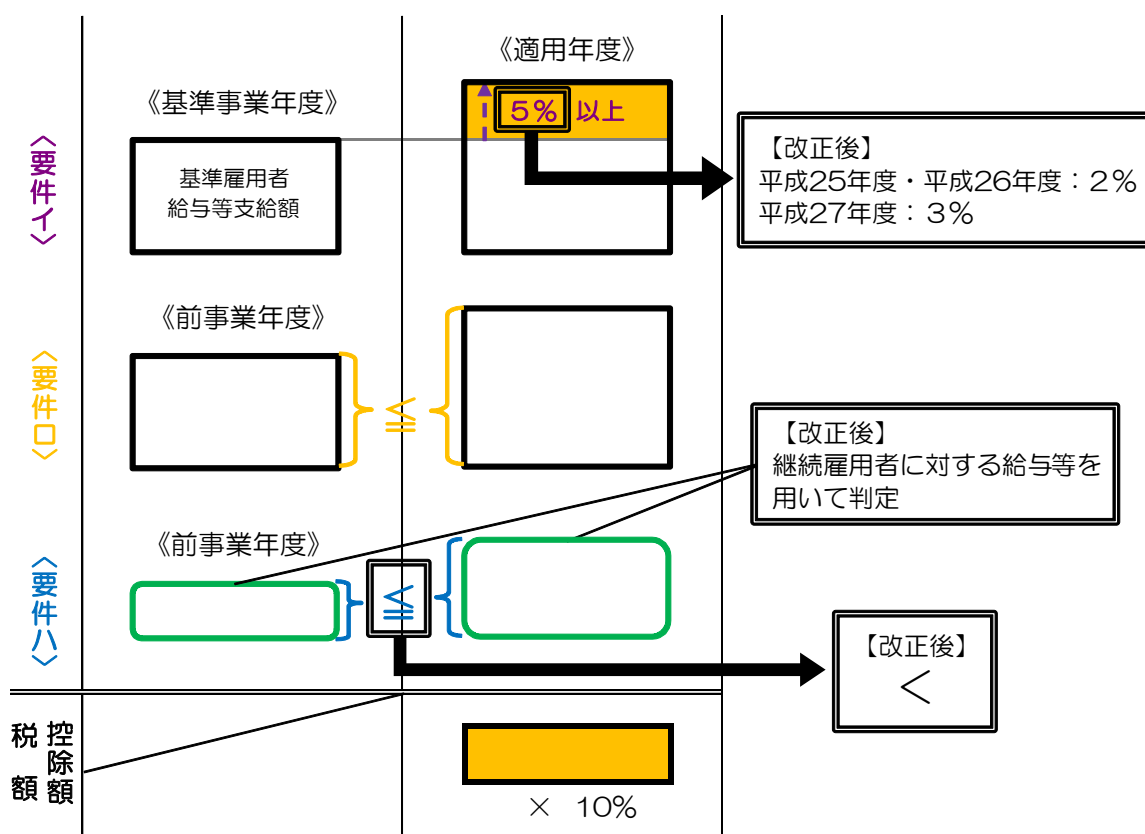 《適用年度》
《基準事業年度》
5% 以上
〈要件イ〉
基準雇用者
給与等支給額
【改正後】
平成25年度・平成26年度：2%
平成27年度：3%
《前事業年度》
〈要件ロ〉
≦
【改正後】
継続雇用者に対する給与等を
用いて判定
《前事業年度》
〈要件ハ〉
≦
【改正後】
＜
控除額
税額
× 10%